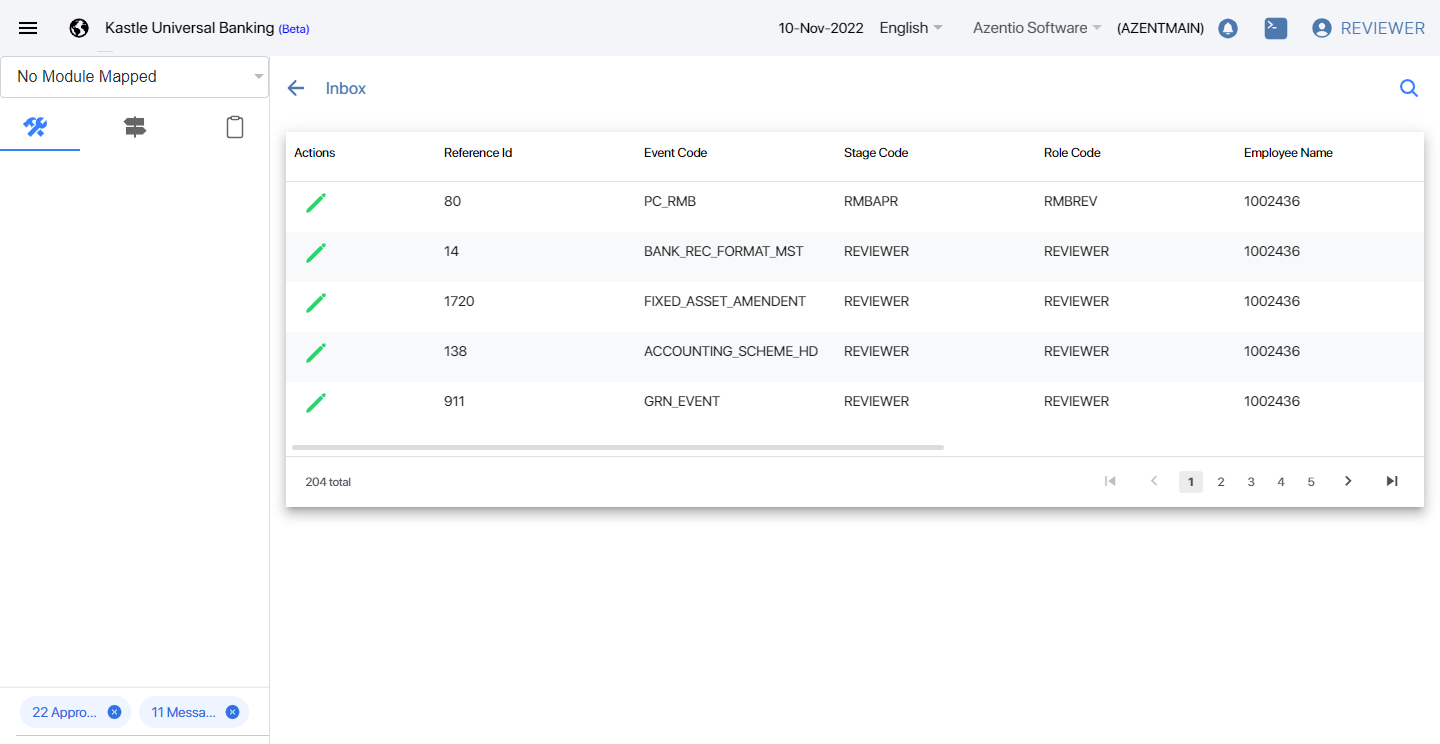 Kastle Universal Banking (Beta) 10-Nov-2022 English Azentio Software (AZENTMAIN) REVIEWER
No Module Mapped
Inbox
Actions Reference Id Event Code Stage Code Role Code Employee Name
80 PC_RMB RMBAPR RMBREV 1002436
14 BANK_REC_FORMAT_MST REVIEWER REVIEWER 1002436
1720 FIXED_ASSET_AMENDENT REVIEWER REVIEWER 1002436
138 ACCOUNTING_SCHEME_HD REVIEWER REVIEWER 1002436
911 GRN_EVENT REVIEWER REVIEWER 1002436
204 total 1 2 3 4 5
22 Appro... 11 Messa...